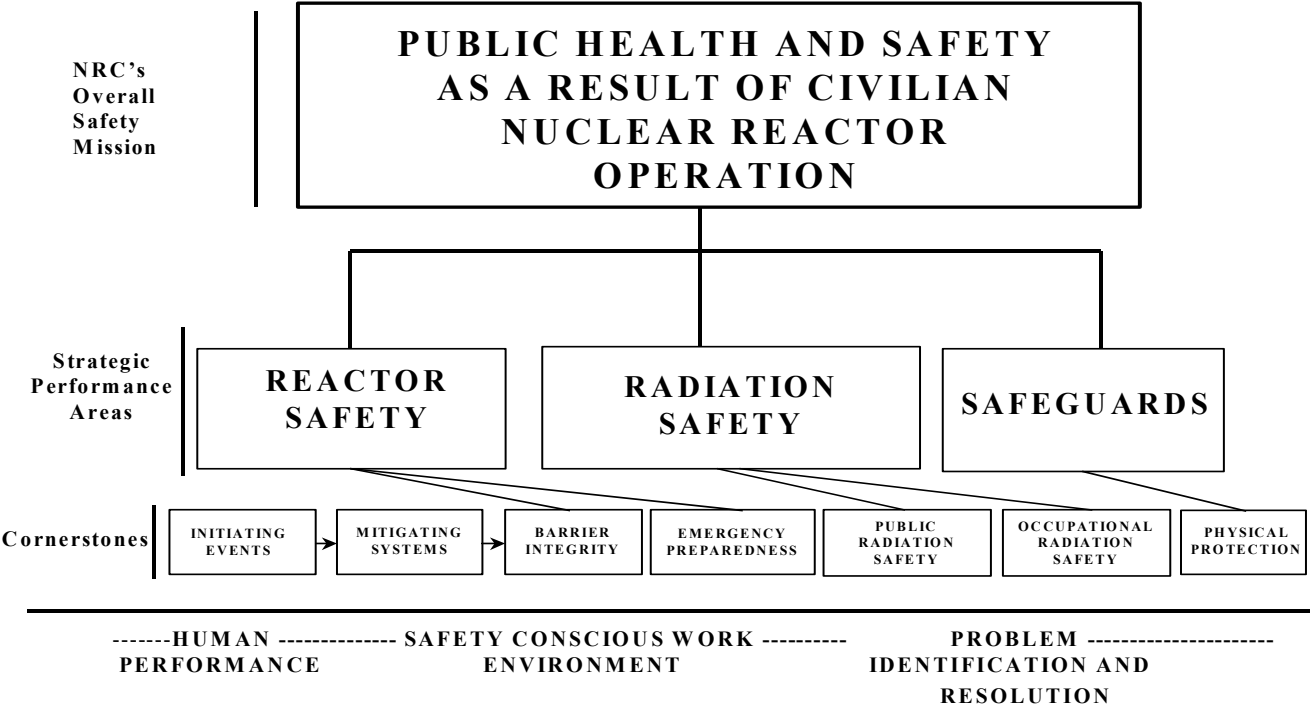 NRC's
Overall
Safety
Mission
PUBLIC HEALTH AND SAFETY
AS A RESULT OF CIVILIAN
NUCLEAR REACTOR
OPERATION
Strategic
Performance
Areas
REACTOR
SAFETY
RADIATION
SAFETY
SAFEGUARDS
Cornerstones
INITIATING
EVENTS
MITIGATING
SYSTEMS
BARRIER
INTEGRITY
EMERGENCY
PREPAREDNESS
PUBLIC
RADIATION
SAFETY
OCCUPATIONAL
RADIATION
SAFETY
PHYSICAL
PROTECTION
-------HUMAN -------------- SAFETY CONSCIOUS WORK ---------- PROBLEM ----------------------
PERFORMANCE ENVIRONMENT IDENTIFICATION AND
RESOLUTION